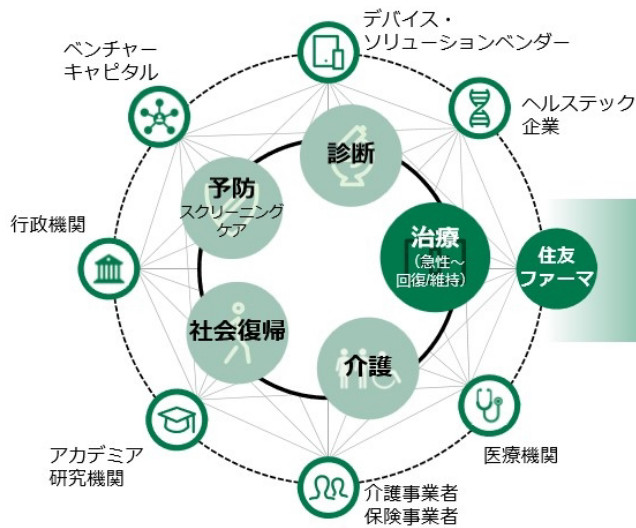 デバイス・
ソリューションベンダー
ベンチャー
キャピタル
ヘルステック
企業
診断
予防
スクリーニング
ケア
行政機関
治療
（急性～
回復/維持）
住友
ファーマ
社会復帰
介護
アカデミア
研究機関
医療機関
介護事業者
保険事業者